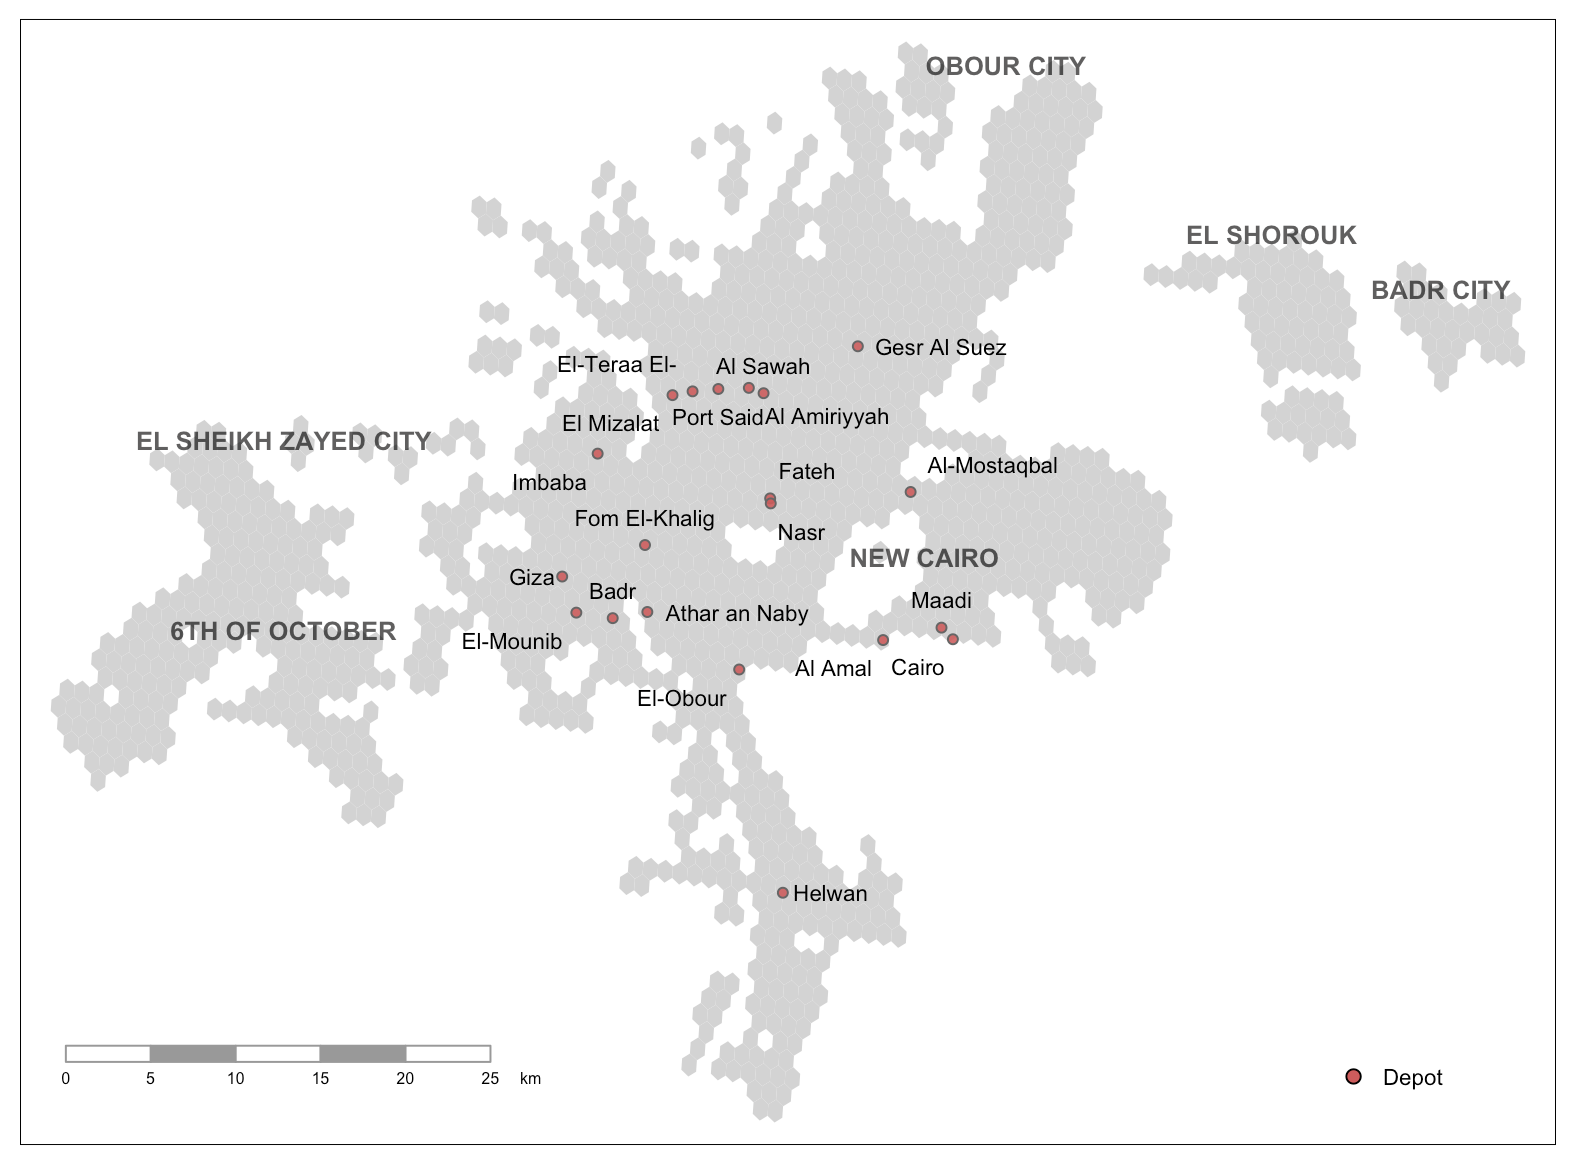 OBOUR CITY
EL SHOROUK
BADR CITY
Gesr Al Suez
El-Teraa El-
Al Sawah
El Mizalat
Port Said
Al Amiriyyah
EL SHEIKH ZAYED CITY
Fateh
Al-Mostaqbal
Imbaba
Fom El-Khalig
Nasr
NEW CAIRO
Giza
Badr
Maadi
Athar an Naby
6TH OF OCTOBER
El-Mounib
Al Amal
Cairo
El-Obour
Helwan
0 5 10 15 20 25 km
Depot